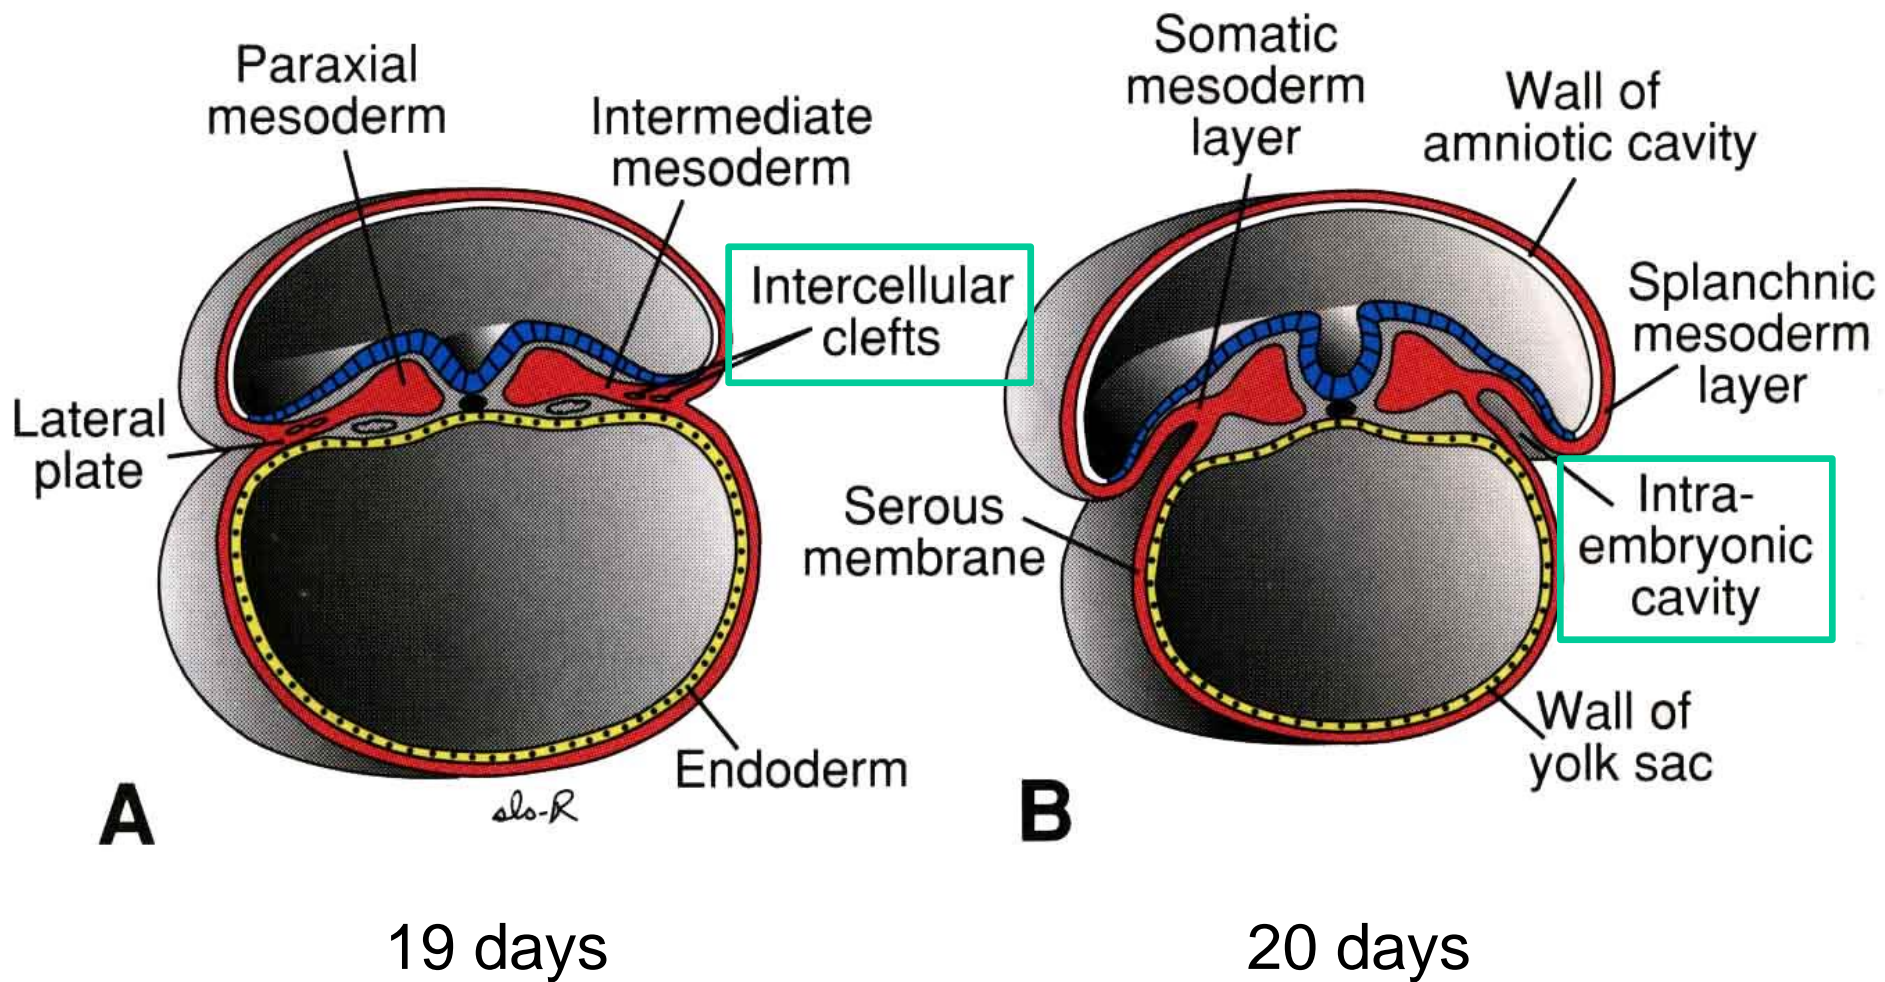 Paraxial
mesoderm
Intermediate
mesoderm
Intercellular
clefts
Lateral
plate
Endoderm
sls-R
A
19 days
Somatic
mesoderm
layer
Wall of
amniotic cavity
Splanchnic
mesoderm
layer
Intra-
embryonic
cavity
Serous
membrane
Wall of
yolk sac
B
20 days